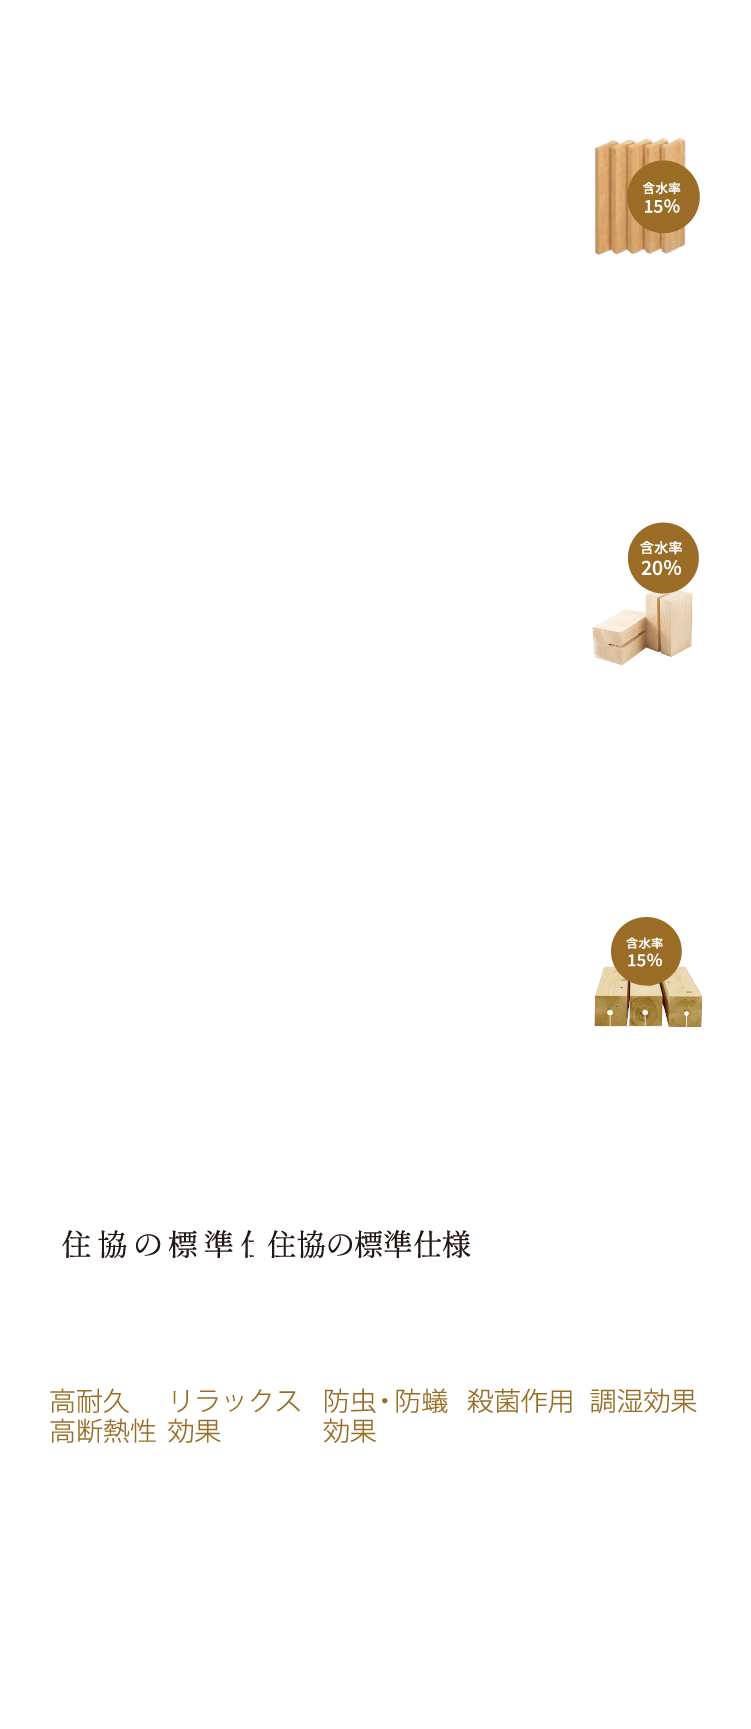 含水率
15%
含水率
20%
含水率
15%
住協の標準
住協の標準仕様
高耐久
高断熱性
リラックス
効果
防虫・防蟻
効果
殺菌作用
調湿効果